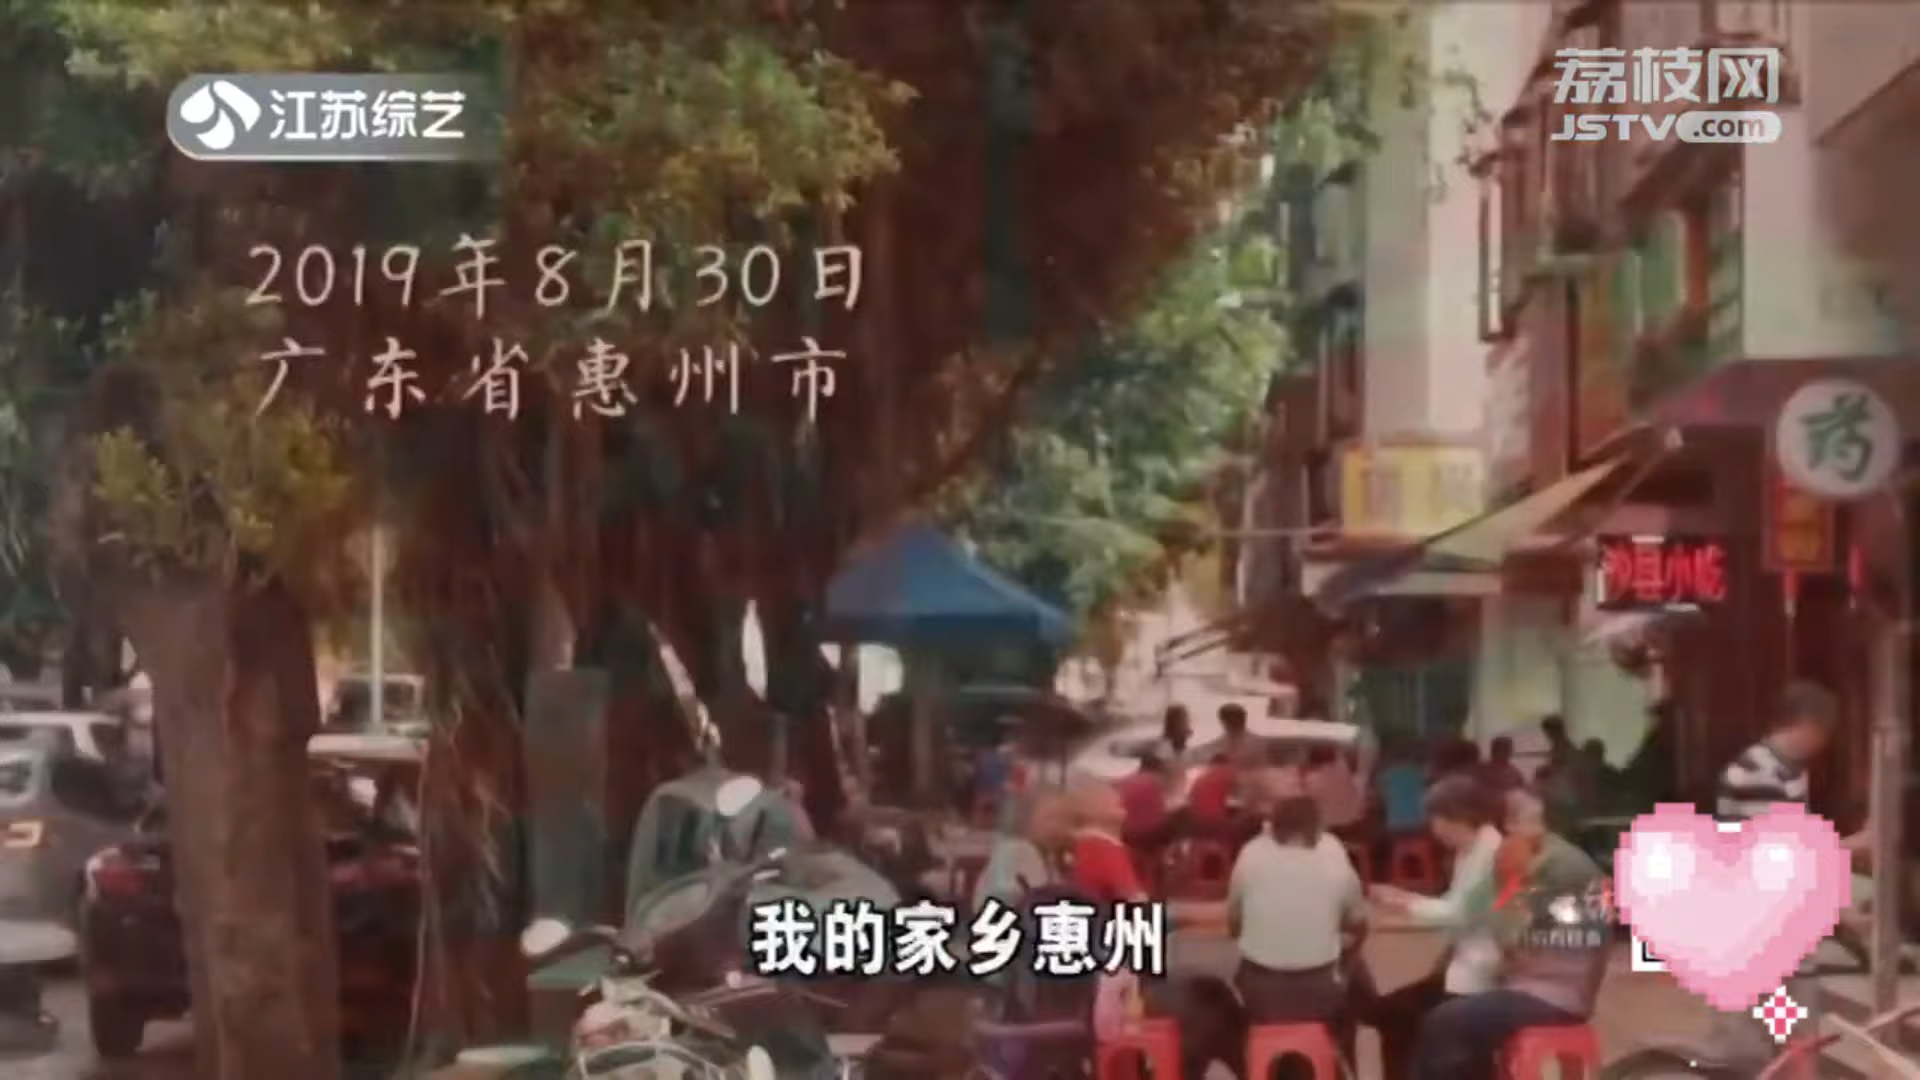 江苏综艺
荔枝网
JSTV.com
2019年8月30日
广东省惠州市
药
沙县小吃
我的家乡惠州